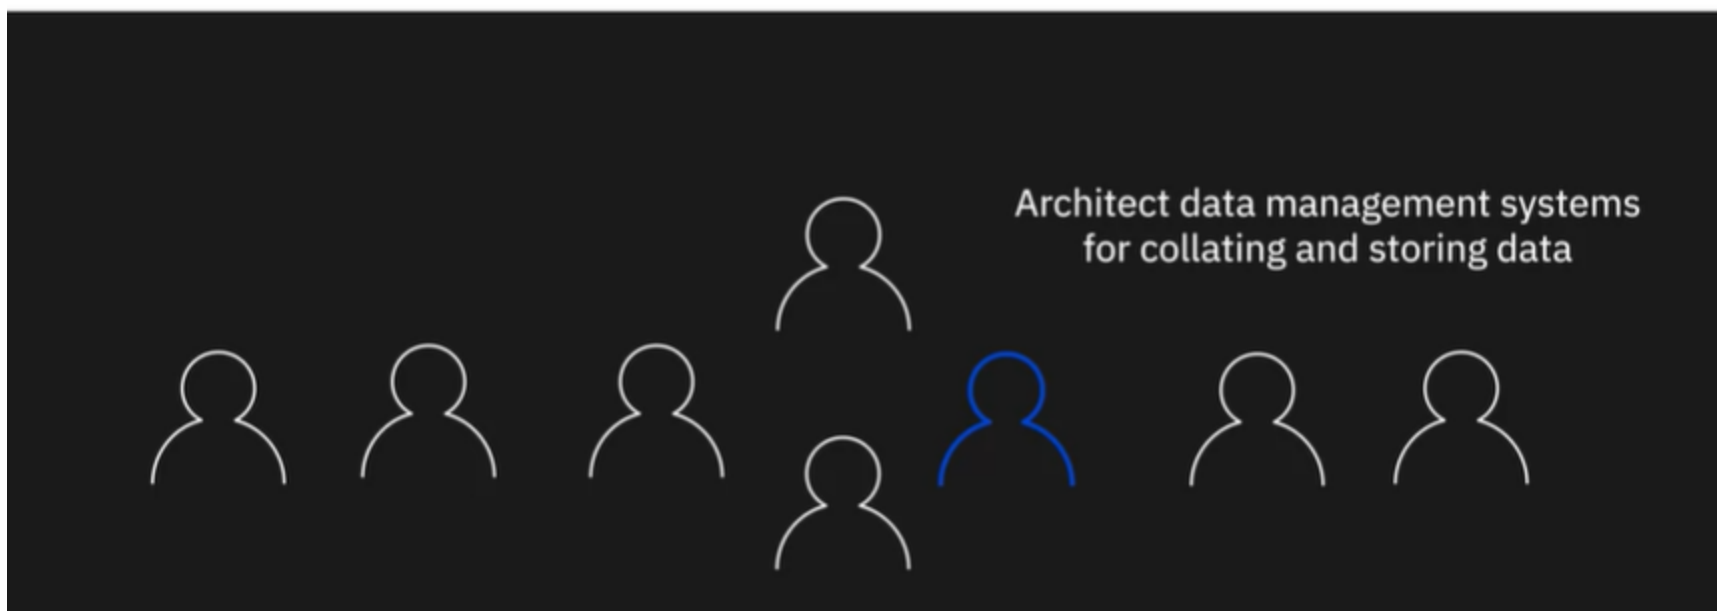 Architect data management systems
for collating and storing data